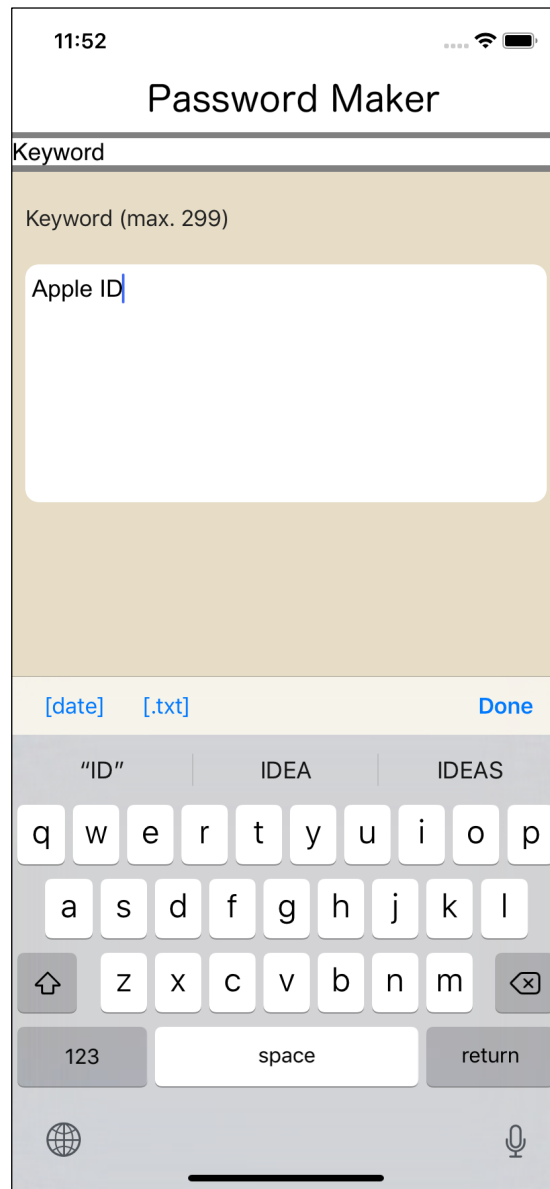 11:52
Password Maker
Keyword
Keyword (max. 299)
Apple ID
[date] [.txt] Done
“ID” IDEA IDEAS
q w e r t y u i o p
a s d f g h j k l
z x c v b n m
123 space return